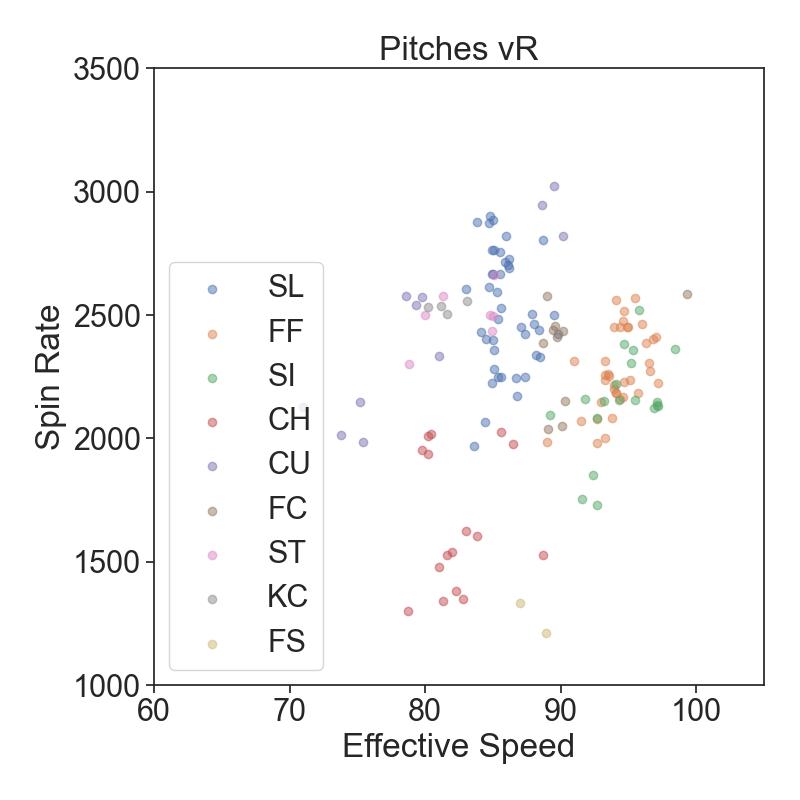 Pitches vR
3500
3000
2500
2000
1500
1000
Spin Rate
SL
FF
SI
CH
CU
FC
ST
KC
FS
60 70 80 90 100
Effective Speed